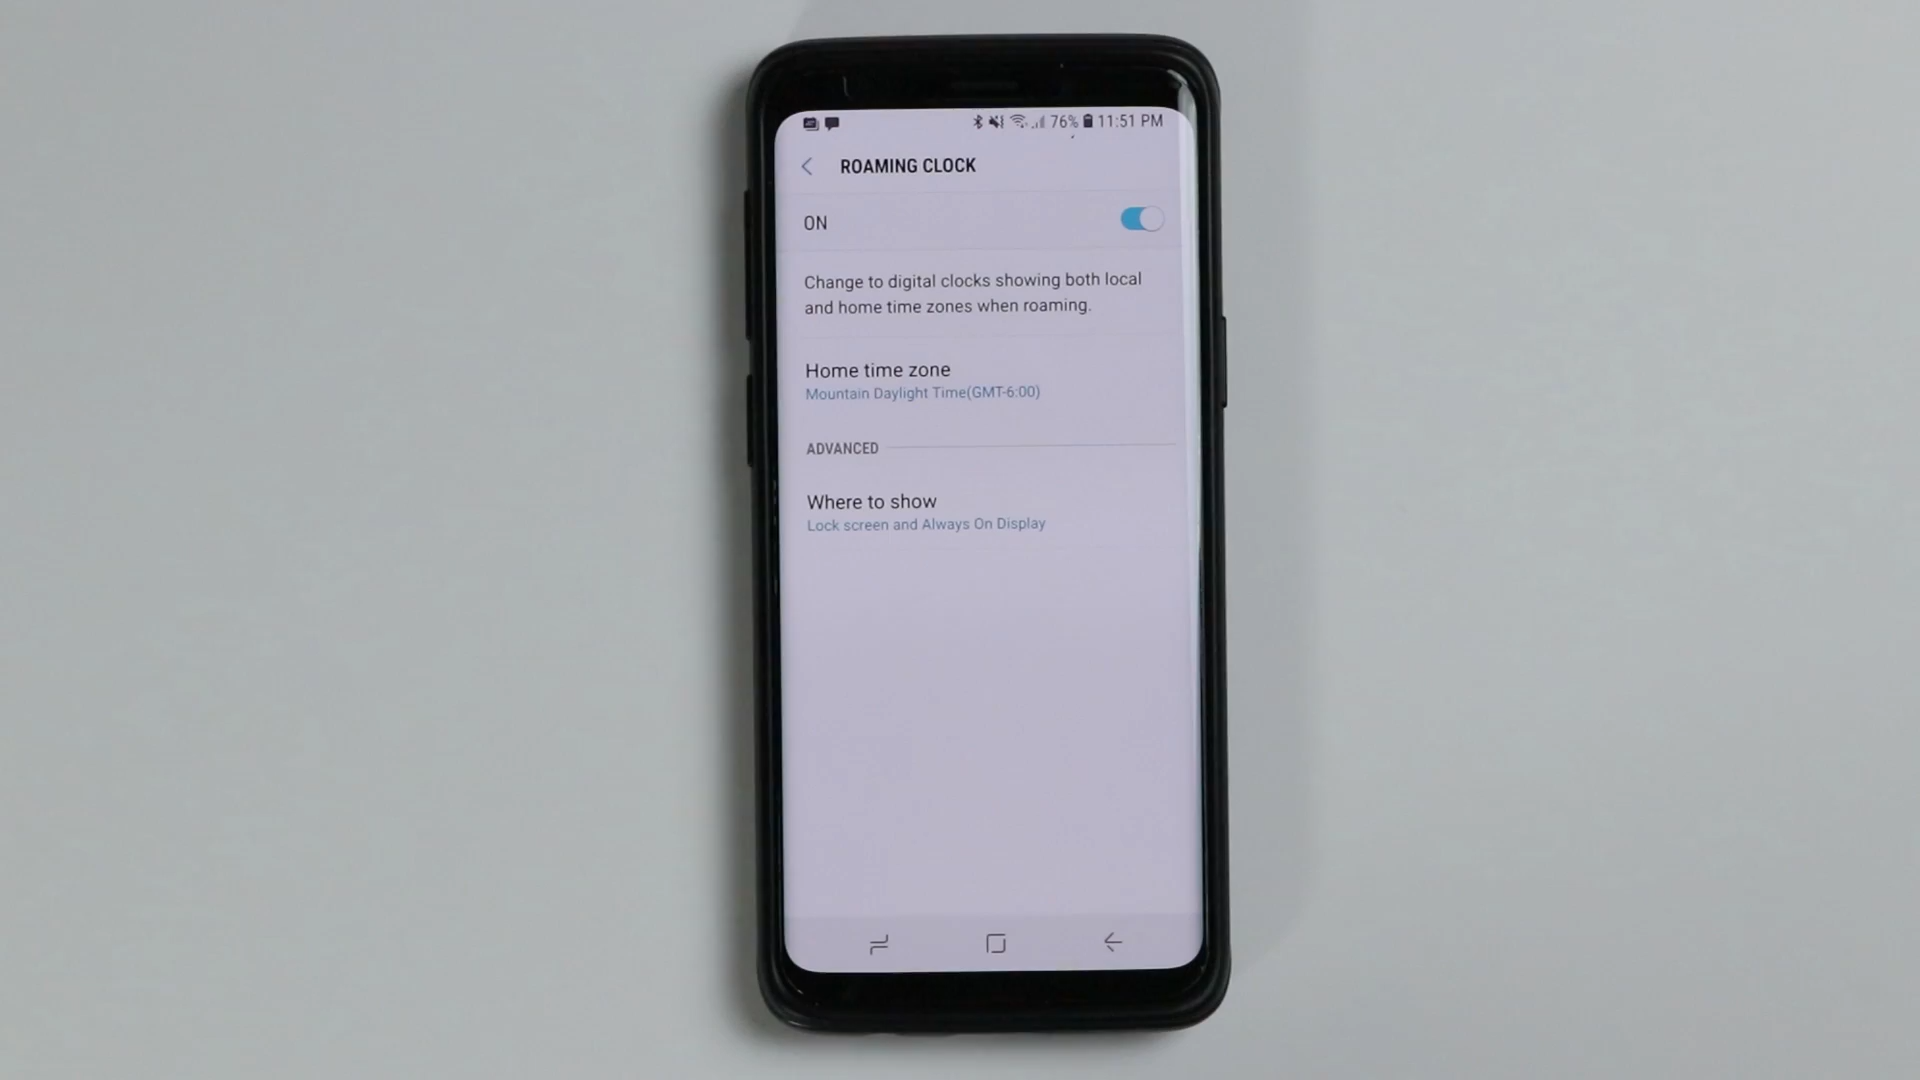 76% 11:51 PM
ROAMING CLOCK
ON
Change to digital clocks showing both local
and home time zones when roaming.
Home time zone
Mountain Daylight Time(GMT-6:00)
ADVANCED
Where to show
Lock screen and Always On Display